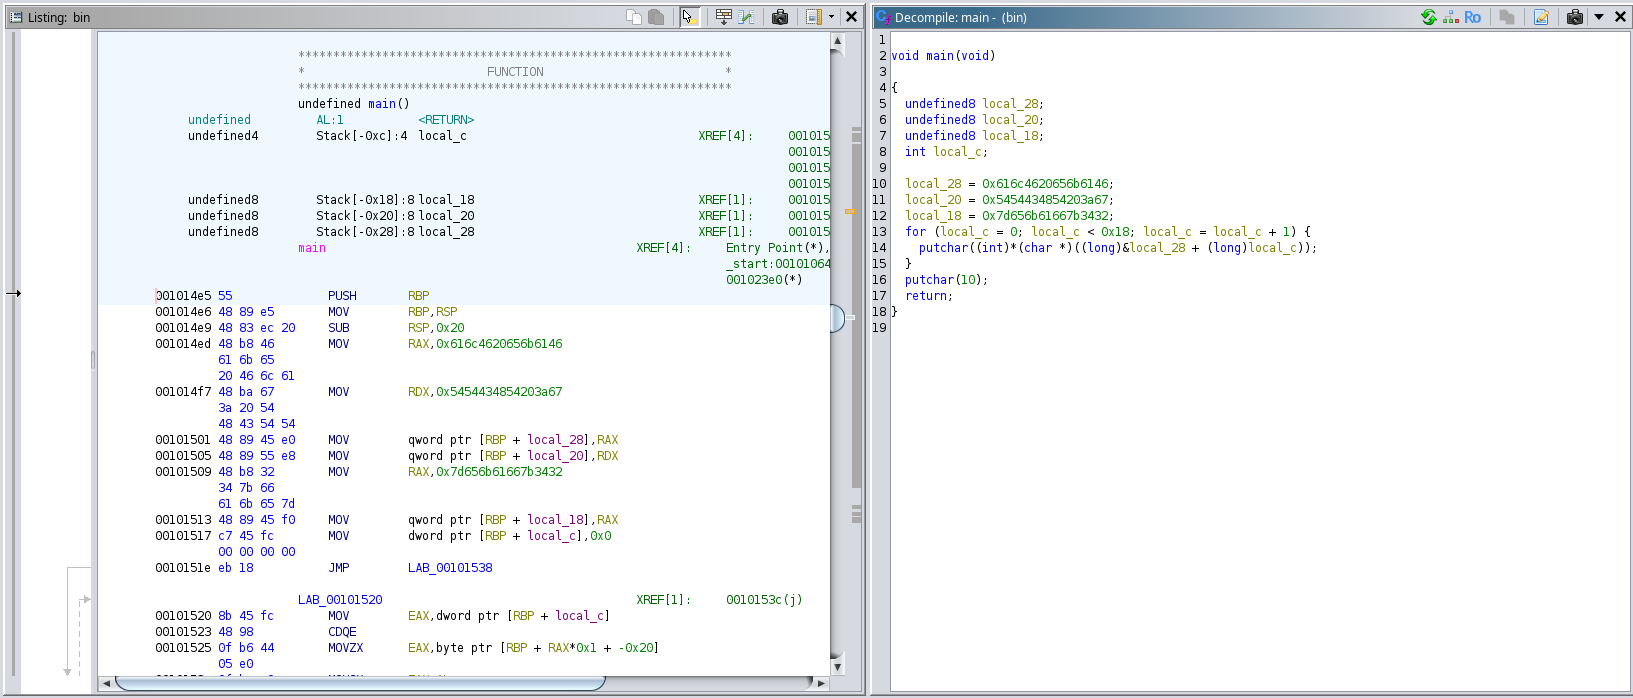 Listing: bin
*************************************************************
* FUNCTION *
*************************************************************
undefined main()
undefined AL:1 <RETURN>
undefined4 Stack[-0xc]:4 local_c XREF[4]: 001015
001015
001015
001015
undefined8 Stack[-0x18]:8 local_18 XREF[1]: 001015
undefined8 Stack[-0x20]:8 local_20 XREF[1]: 001015
undefined8 Stack[-0x28]:8 local_28 XREF[1]: 001015
main XREF[4]: Entry Point(*),
_start:00101064
001023e0(*)
001014e5 55 PUSH RBP
001014e6 48 89 e5 MOV RBP,RSP
001014e9 48 83 ec 20 SUB RSP,0x20
001014ed 48 b8 46 MOV RAX,0x616c4620656b6146
61 6b 65
20 46 6c 61
001014f7 48 ba 67 MOV RDX,0x5454434854203a67
3a 20 54
48 43 54 54
00101501 48 89 45 e0 MOV qword ptr [RBP + local_28],RAX
00101505 48 89 55 e8 MOV qword ptr [RBP + local_20],RDX
00101509 48 b8 32 MOV RAX,0x7d656b61667b3432
34 7b 66
61 6b 65 7d
00101513 48 89 45 f0 MOV qword ptr [RBP + local_18],RAX
00101517 c7 45 fc MOV dword ptr [RBP + local_c],0x0
00 00 00 00
0010151e eb 18 JMP LAB_00101538
LAB_00101520 XREF[1]: 0010153c(j)
00101520 8b 45 fc MOV EAX,dword ptr [RBP + local_c]
00101523 48 98 CDQE
00101525 0f b6 44 MOVZX EAX,byte ptr [RBP + RAX*0x1 + -0x20]
05 e0
Decompile: main - (bin)
Ro
1
2 void main(void)
3
4 {
5 undefined8 local_28;
6 undefined8 local_20;
7 undefined8 local_18;
8 int local_c;
9
10 local_28 = 0x616c4620656b6146;
11 local_20 = 0x5454434854203a67;
12 local_18 = 0x7d656b61667b3432;
13 for (local_c = 0; local_c < 0x18; local_c = local_c + 1) {
14 putchar((int)*(char *)((long)&local_28 + (long)local_c));
15 }
16 putchar(10);
17 return;
18 }
19